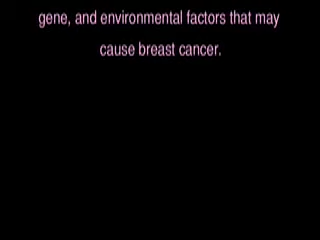 gene, and environmental factors that may
cause breast cancer.